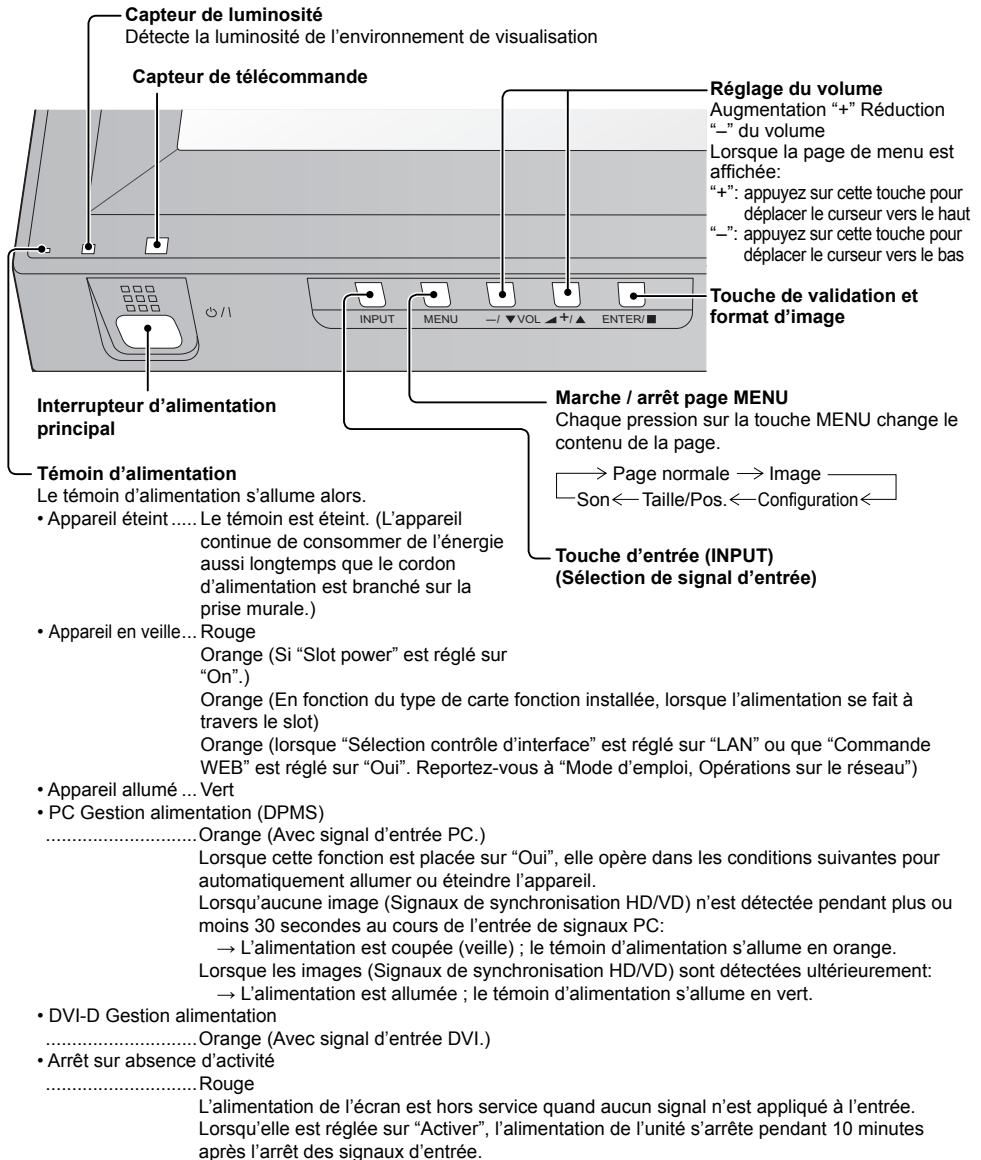 Capteur de luminosité
Détecte la luminosité de l’environnement de visualisation
Capteur de télécommande
Réglage du volume
Augmentation “+” Réduction
“–” du volume
Lorsque la page de menu est
affichée:
“+”: appuyez sur cette touche pour
déplacer le curseur vers le haut
“–”: appuyez sur cette touche pour
déplacer le curseur vers le bas
Touche de validation et
format d’image
INPUT MENU –/ ▼VOL ◢ +/▲ ENTER/■
Interrupteur d’alimentation
principal
Marche / arrêt page MENU
Chaque pression sur la touche MENU change le
contenu de la page.
→ Page normale → Image
Son ← Taille/Pos. ← Configuration ←
Touche d’entrée (INPUT)
(Sélection de signal d’entrée)
Témoin d’alimentation
Le témoin d’alimentation s’allume alors.
• Appareil éteint ..... Le témoin est éteint. (L’appareil
continue de consommer de l’énergie
aussi longtemps que le cordon
d’alimentation est branché sur la
prise murale.)
• Appareil en veille... Rouge
Orange (Si “Slot power” est réglé sur
“On”.)
Orange (En fonction du type de carte fonction installée, lorsque l’alimentation se fait à
travers le slot)
Orange (lorsque “Sélection contrôle d’interface” est réglé sur “LAN” ou que “Commande
WEB” est réglé sur “Oui”. Reportez-vous à “Mode d’emploi, Opérations sur le réseau”)
• Appareil allumé ... Vert
• PC Gestion alimentation (DPMS)
............................Orange (Avec signal d’entrée PC.)
Lorsque cette fonction est placée sur “Oui”, elle opère dans les conditions suivantes pour
automatiquement allumer ou éteindre l’appareil.
Lorsqu’aucune image (Signaux de synchronisation HD/VD) n’est détectée pendant plus ou
moins 30 secondes au cours de l’entrée de signaux PC:
→ L’alimentation est coupée (veille) ; le témoin d’alimentation s’allume en orange.
Lorsque les images (Signaux de synchronisation HD/VD) sont détectées ultérieurement:
→ L’alimentation est allumée ; le témoin d’alimentation s’allume en vert.
• DVI-D Gestion alimentation
............................Orange (Avec signal d’entrée DVI.)
• Arrêt sur absence d’activité
............................Rouge
L’alimentation de l’écran est hors service quand aucun signal n’est appliqué à l’entrée.
Lorsqu’elle est réglée sur “Activer”, l’alimentation de l’unité s’arrête pendant 10 minutes
après l’arrêt des signaux d’entrée.